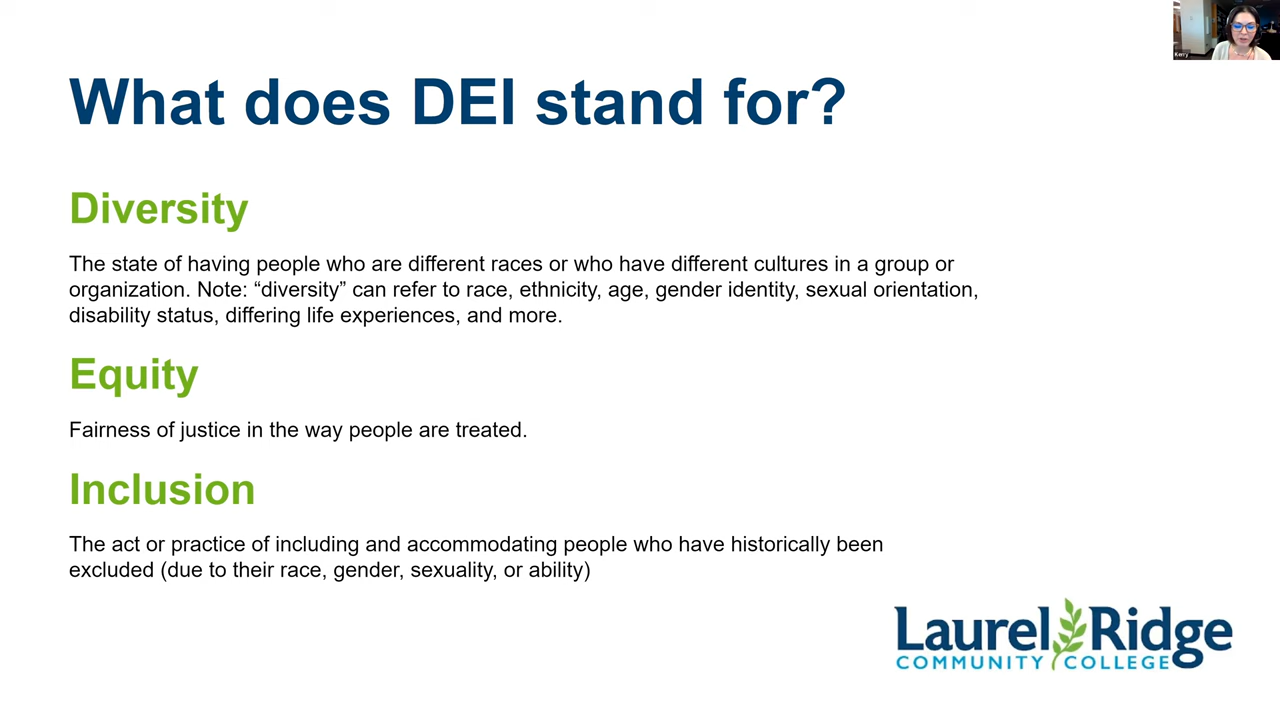 What does DEI stand for?
Diversity
The state of having people who are different races or who have different cultures in a group or
organization. Note: “diversity” can refer to race, ethnicity, age, gender identity, sexual orientation,
disability status, differing life experiences, and more.
Equity
Fairness of justice in the way people are treated.
Inclusion
The act or practice of including and accommodating people who have historically been
excluded (due to their race, gender, sexuality, or ability)
Laurel Ridge
COMMUNITY COLLEGE
Kerry